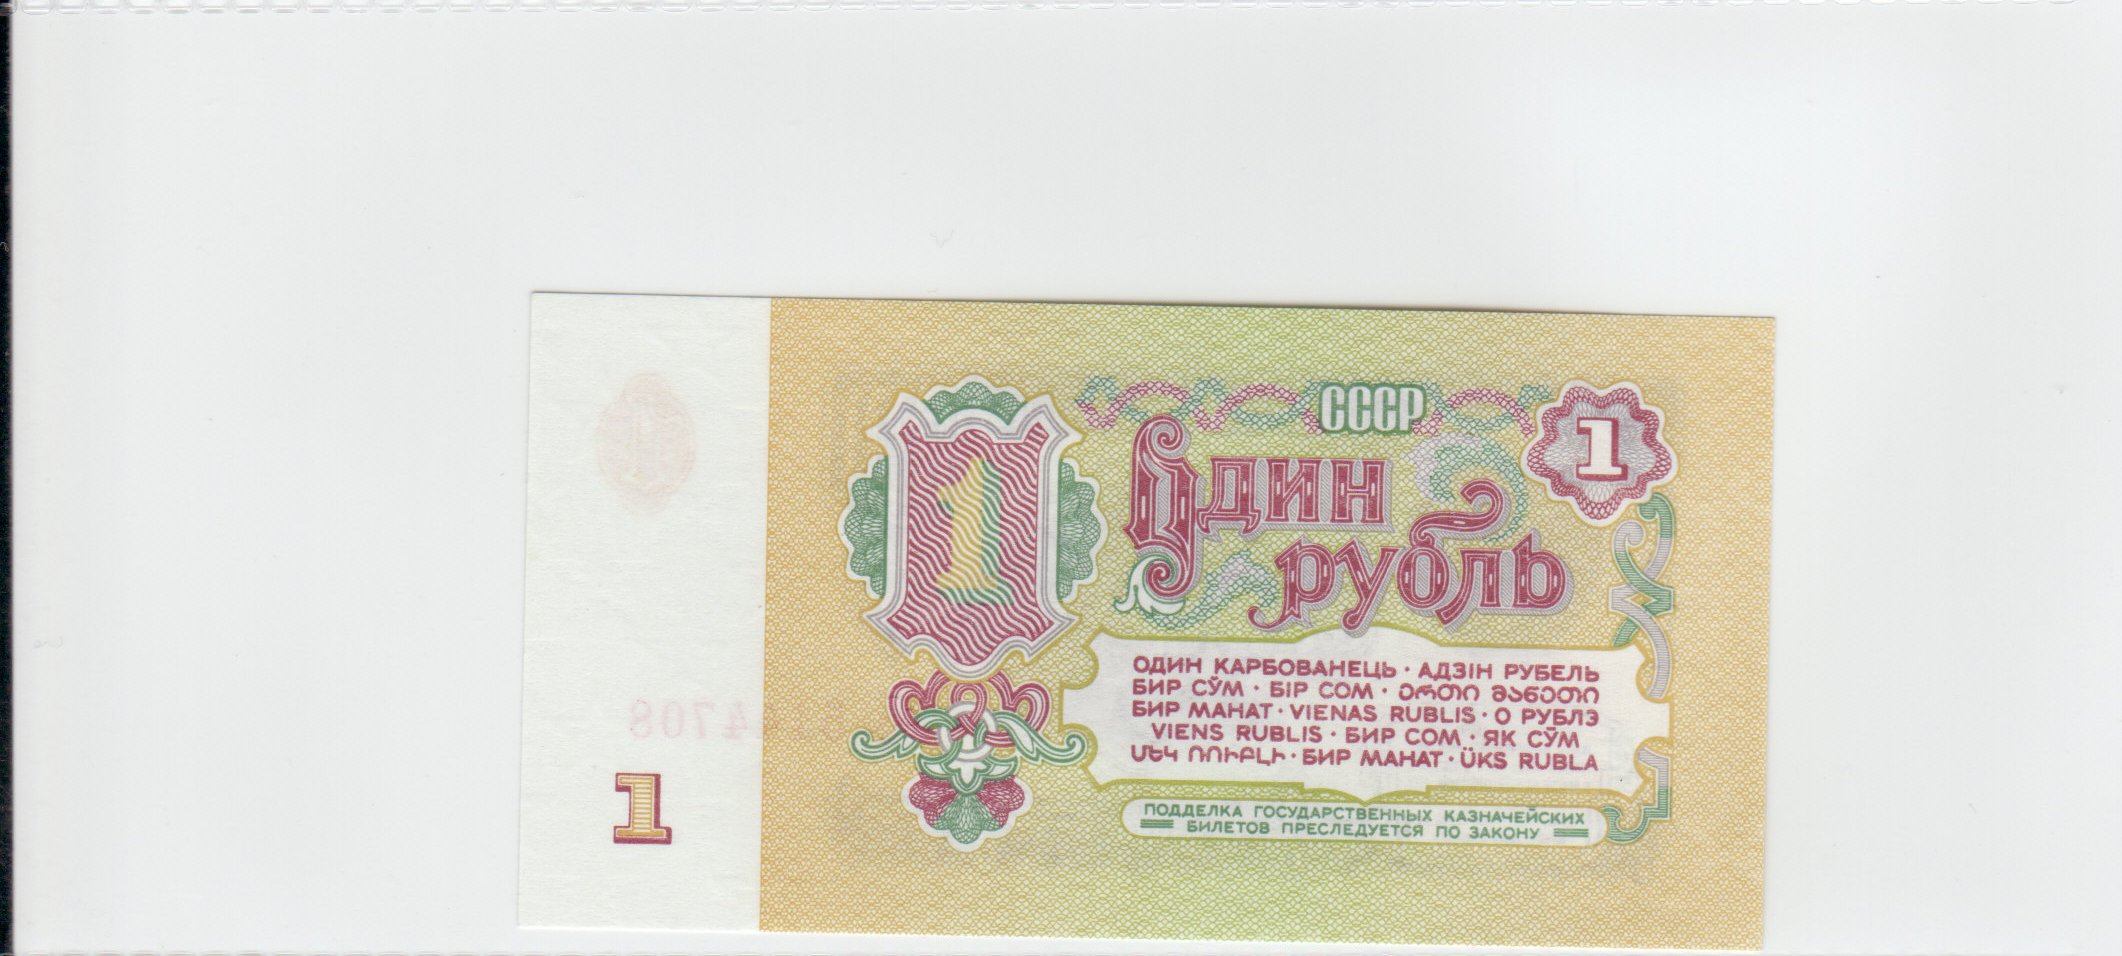 СССР
1
1
Один
рубль
ОДИН КАРБОВАНЕЦЬ · АДЗІН РУБЕЛЬ
БИР СЎМ · БІР СОМ · ერთი მანეთი
БИР МАНАТ · VIENAS RUBLIS · О РУБЛЭ
VIENS RUBLIS · БИР СОМ · ЯК СӮМ
ՄԵԿ ՌՈՒԲԼԻ · БИР МАНАТ · ÜKS RUBLA
ПОДДЕЛКА ГОСУДАРСТВЕННЫХ КАЗНАЧЕЙСКИХ
БИЛЕТОВ ПРЕСЛЕДУЕТСЯ ПО ЗАКОНУ
1